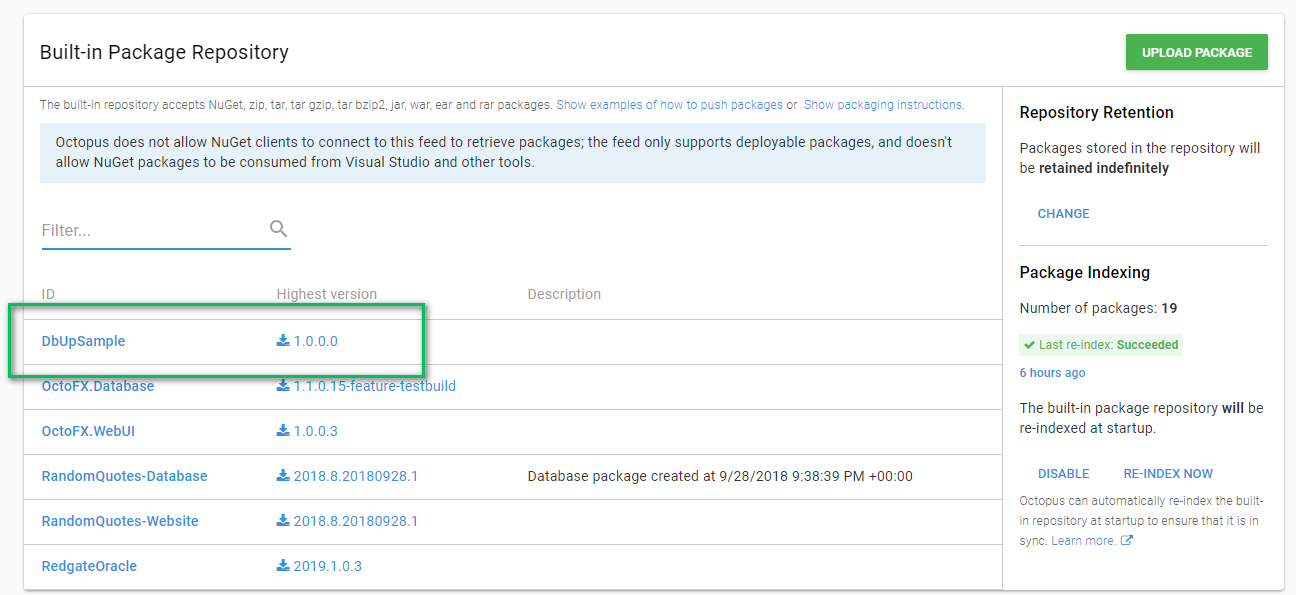 Built-in Package Repository
UPLOAD PACKAGE
The built-in repository accepts NuGet, zip, tar, tar gzip, tar bzip2, jar, war, ear and rar packages. Show examples of how to push packages or Show packaging instructions.
Octopus does not allow NuGet clients to connect to this feed to retrieve packages; the feed only supports deployable packages, and doesn't
allow NuGet packages to be consumed from Visual Studio and other tools.
Filter...
ID Highest version Description
DbUpSample 1.0.0.0
OctoFX.Database 1.1.0.15-feature-testbuild
OctoFX.WebUI 1.0.0.3
RandomQuotes-Database 2018.8.20180928.1 Database package created at 9/28/2018 9:38:39 PM +00:00
RandomQuotes-Website 2018.8.20180928.1
RedgateOracle 2019.1.0.3
Repository Retention
Packages stored in the repository will
be retained indefinitely
CHANGE
Package Indexing
Number of packages: 19
Last re-index: Succeeded
6 hours ago
The built-in package repository will be
re-indexed at startup.
DISABLE RE-INDEX NOW
Octopus can automatically re-index the built-
in repository at startup to ensure that it is in
sync. Learn more.